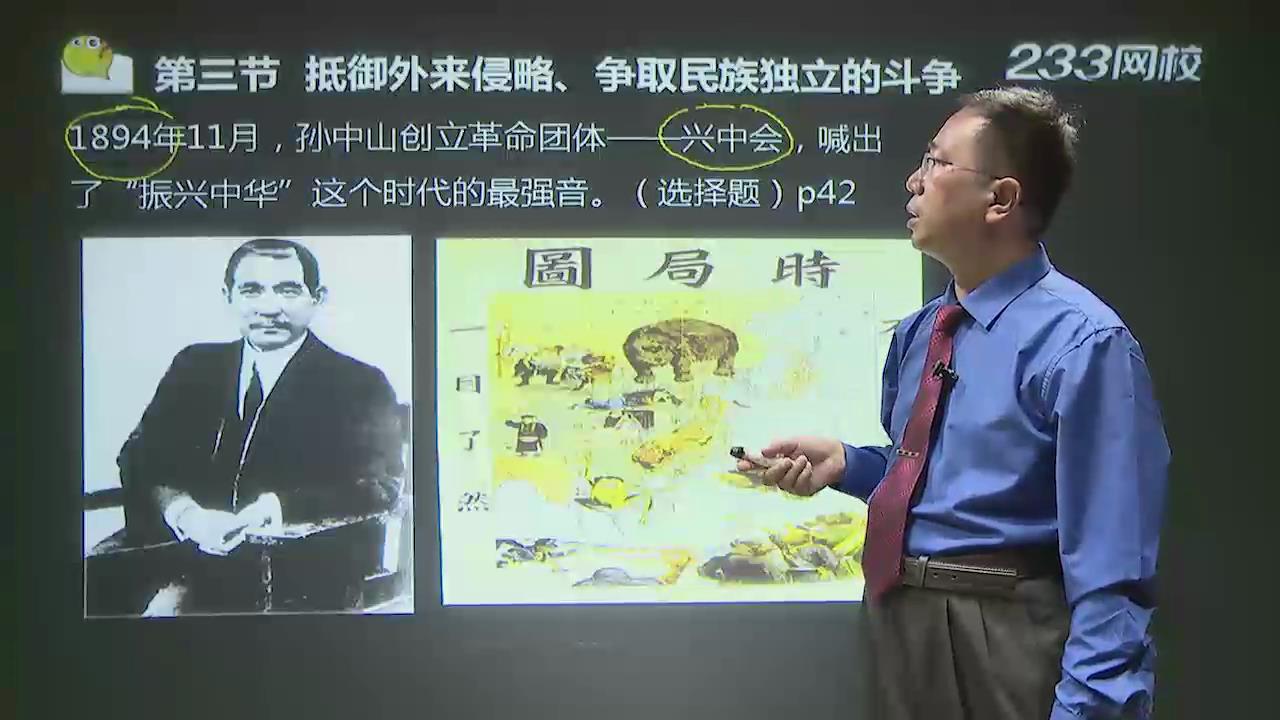 第三节 抵御外来侵略、争取民族独立的斗争
233网校
1894年11月，孙中山创立革命团体——兴中会，喊出
了“振兴中华”这个时代的最强音。（选择题）p42
圖 局 時
一目了然